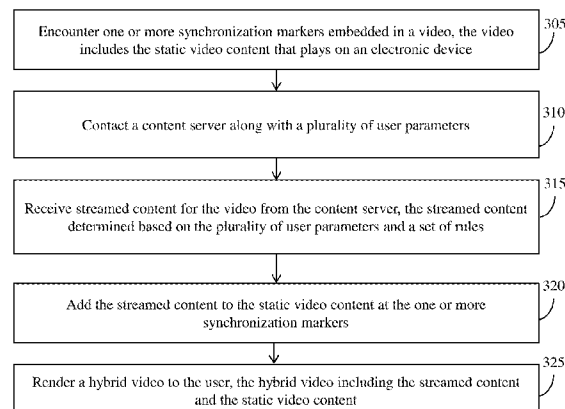 Encounter one or more synchronization markers embedded in a video, the video
includes the static video content that plays on an electronic device
305
Contact a content server along with a plurality of user parameters
310
Receive streamed content for the video from the content server, the streamed content
determined based on the plurality of user parameters and a set of rules
315
Add the streamed content to the static video content at the one or more
synchronization markers
320
Render a hybrid video to the user, the hybrid video including the streamed content
and the static video content
325